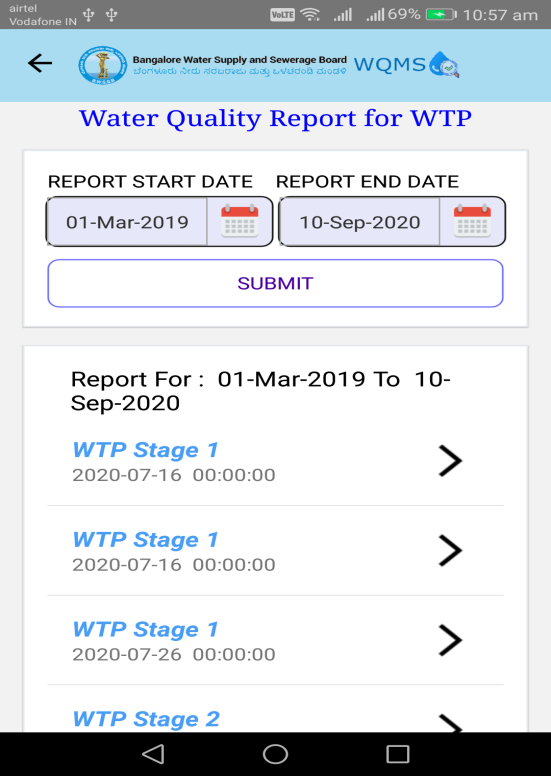 airtel
Vodafone IN VoLTE 69% 10:57 am
Bangalore Water Supply and Sewerage Board WQMS
ಬೆಂಗಳೂರು ನೀರು ಸರಬರಾಜು ಮತ್ತು ಒಳಚರಂಡಿ ಮಂಡಳಿ
Water Quality Report for WTP
REPORT START DATE REPORT END DATE
01-Mar-2019 10-Sep-2020
SUBMIT
Report For : 01-Mar-2019 To 10-
Sep-2020
WTP Stage 1
2020-07-16 00:00:00
WTP Stage 1
2020-07-16 00:00:00
WTP Stage 1
2020-07-26 00:00:00
WTP Stage 2